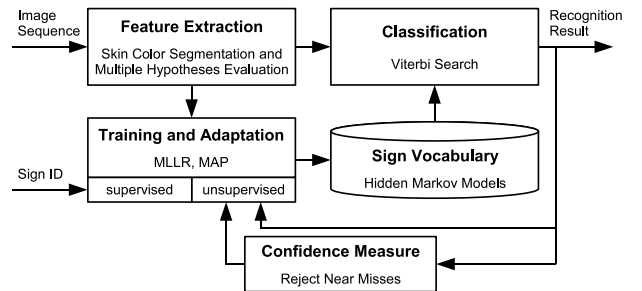 Image
Sequence
Feature Extraction
Skin Color Segmentation and
Multiple Hypotheses Evaluation
Classification
Viterbi Search
Recognition
Result
Training and Adaptation
MLLR, MAP
Sign ID
supervised
unsupervised
Sign Vocabulary
Hidden Markov Models
Confidence Measure
Reject Near Misses